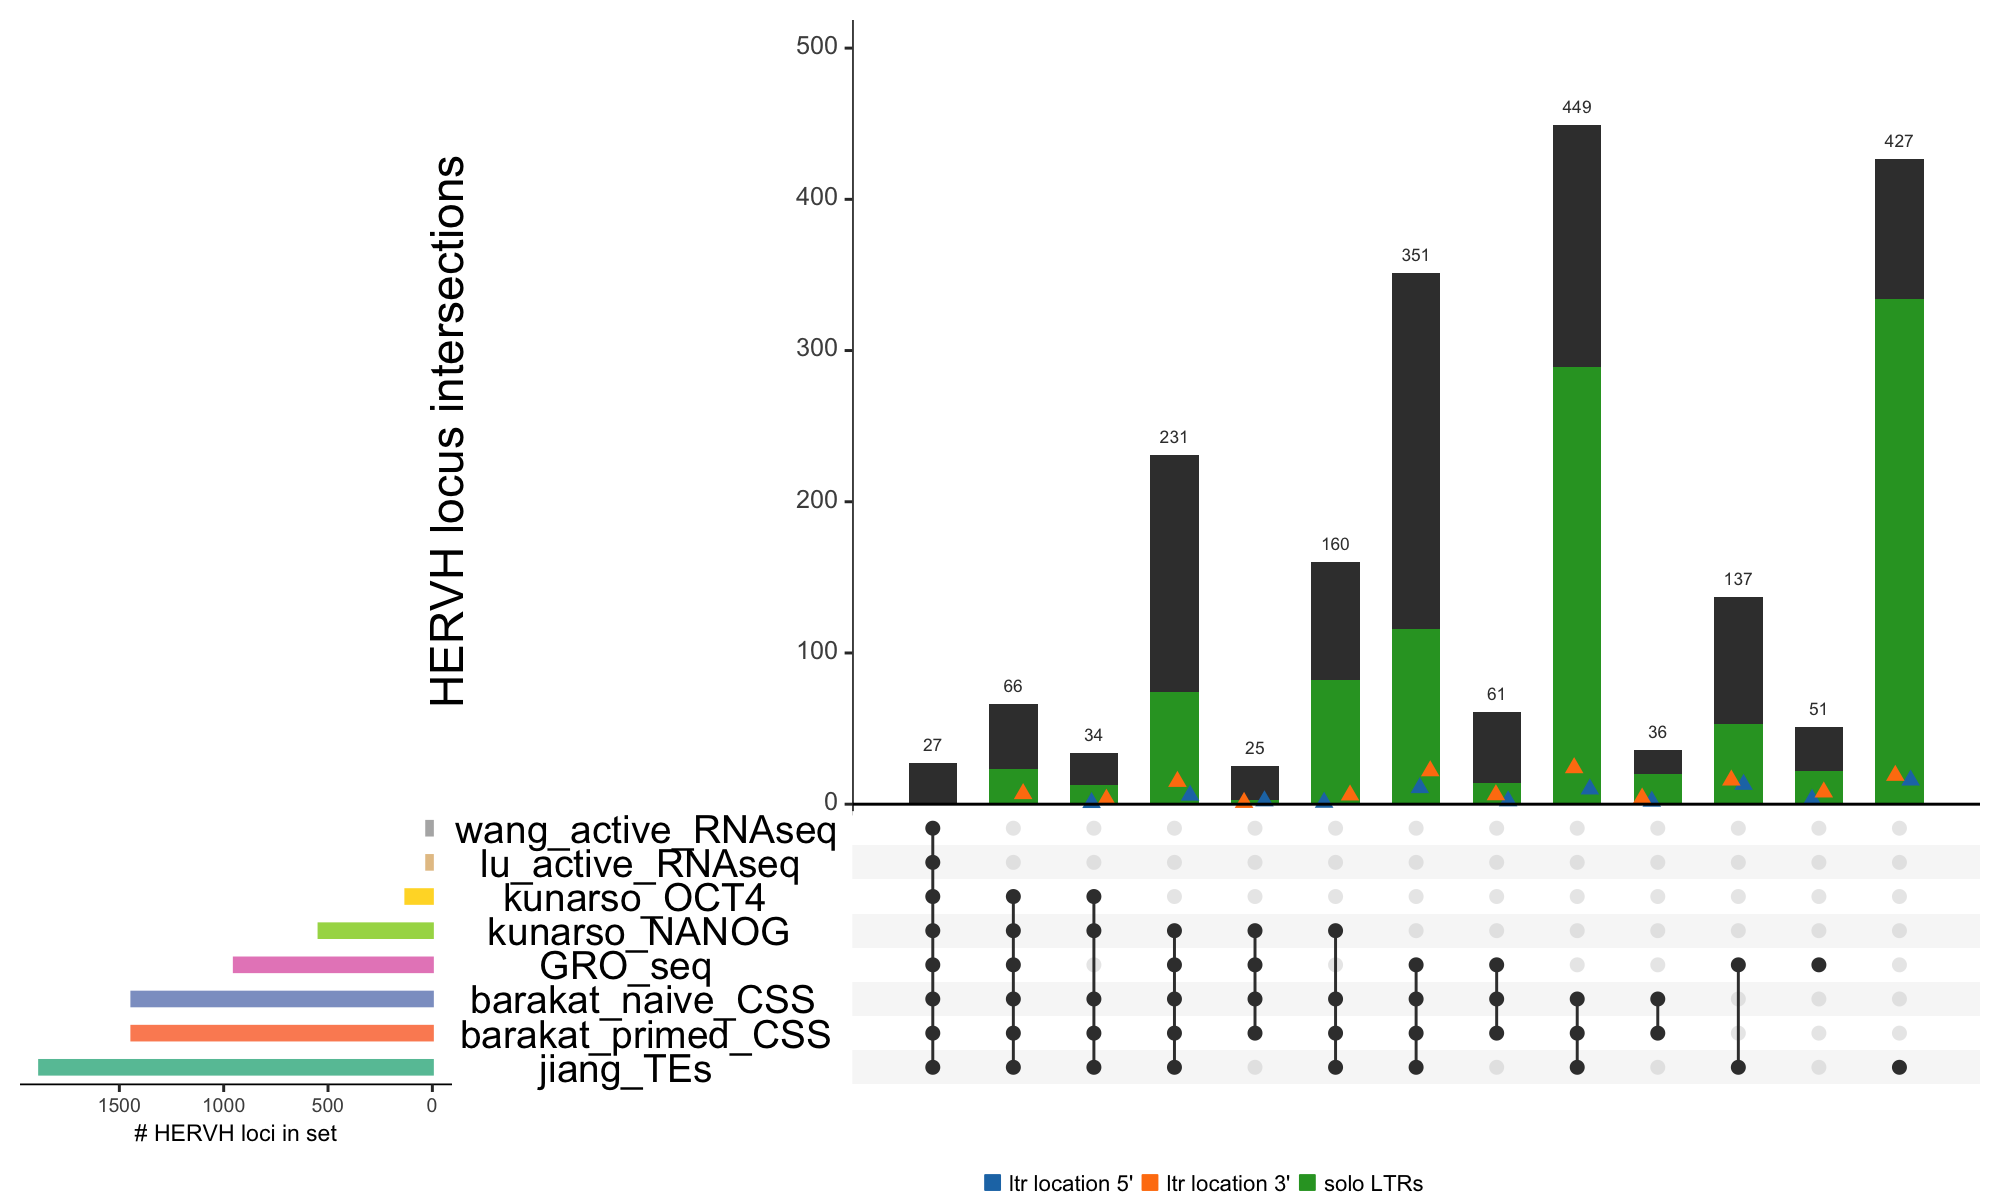 HERVH locus intersections
500
400
300
200
100
0
27
66
34
231
25
160
351
61
449
36
137
51
427
wang_active_RNAseq
lu_active_RNAseq
kunarso_OCT4
kunarso_NANOG
GRO_seq
barakat_naive_CSS
barakat_primed_CSS
jiang_TEs
1500 1000 500 0
# HERVH loci in set
ltr location 5' ltr location 3' solo LTRs